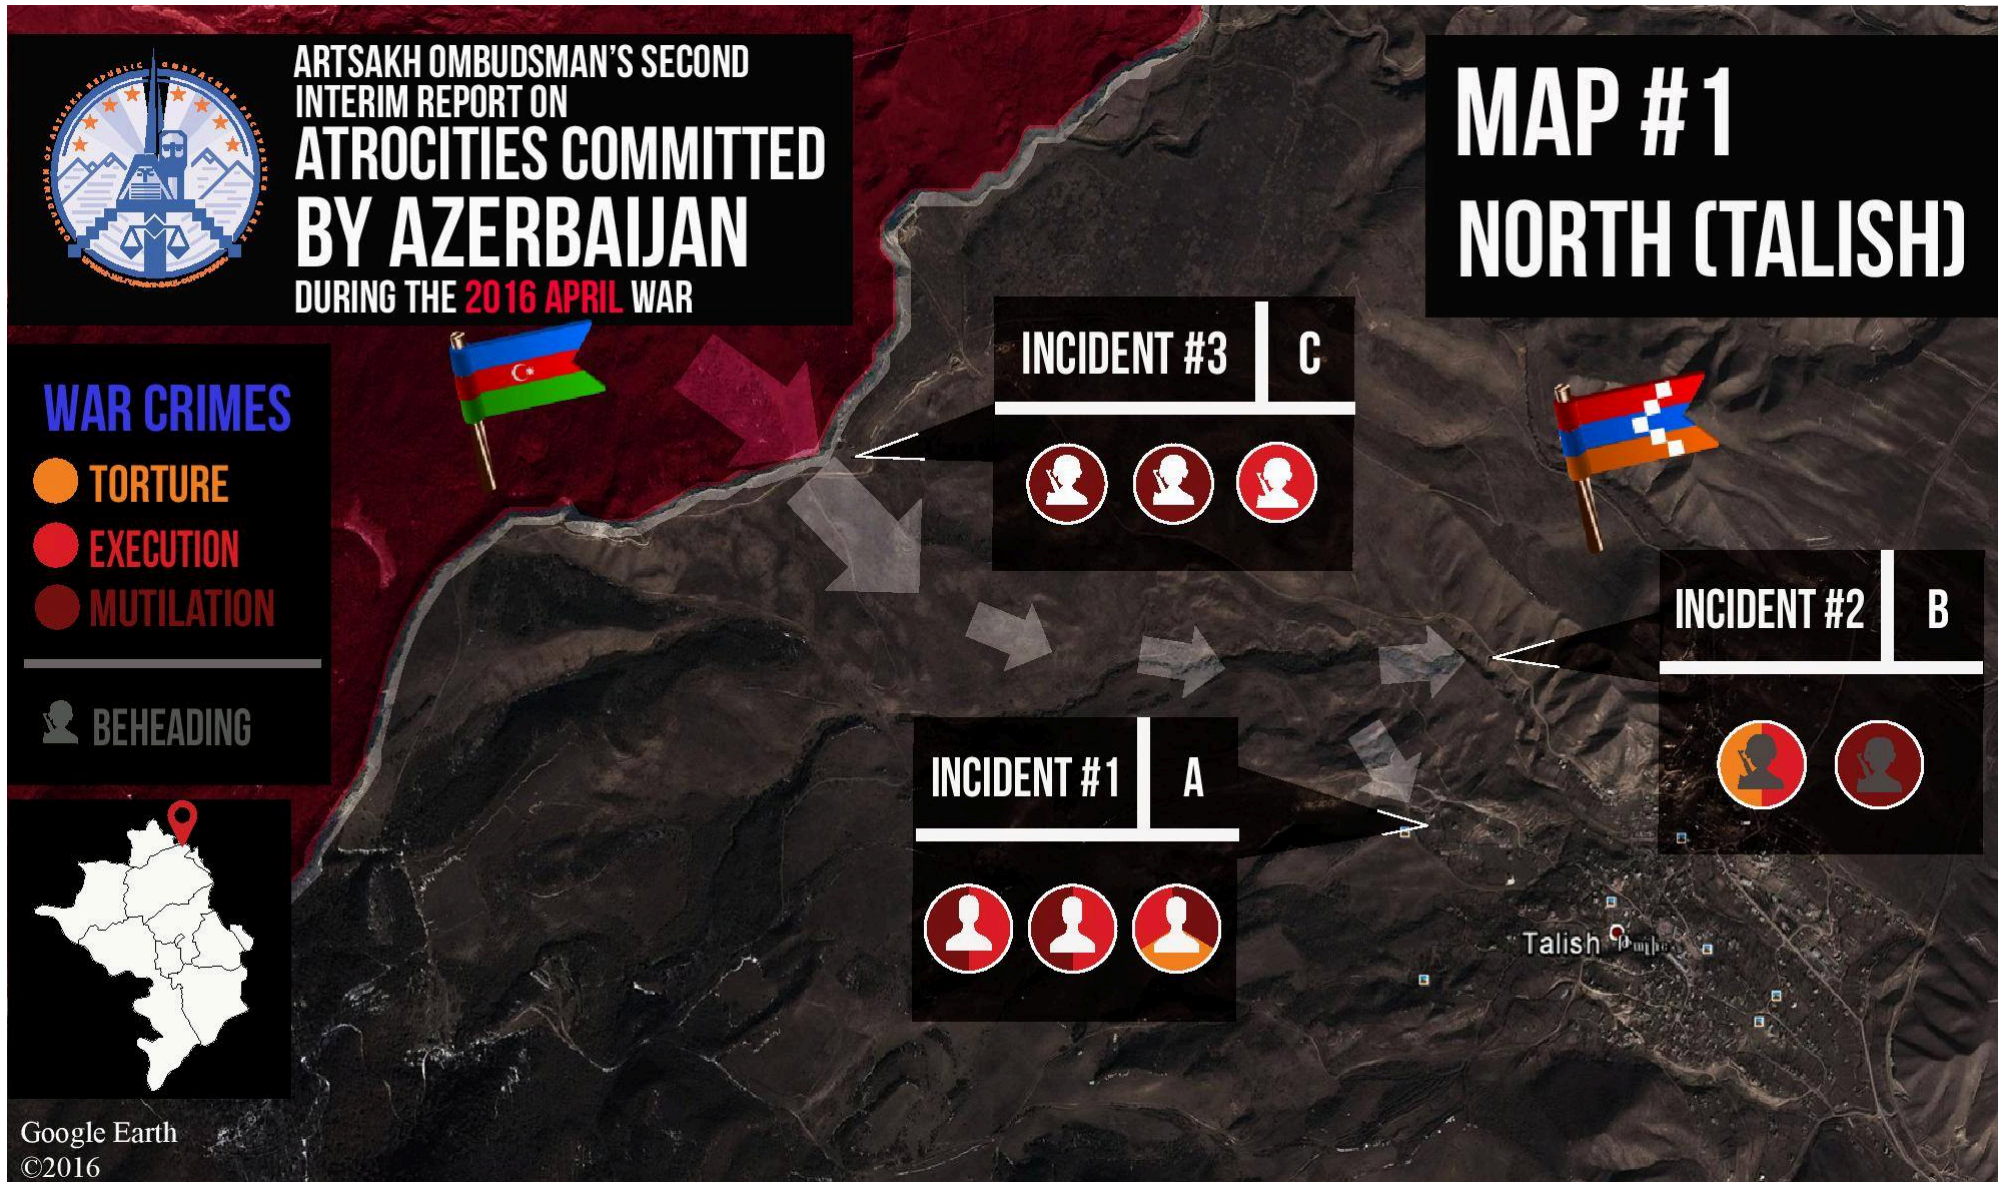 ARTSAKH OMBUDSMAN'S SECOND
INTERIM REPORT ON
ATROCITIES COMMITTED
BY AZERBAIJAN
DURING THE 2016 APRIL WAR
MAP #1
NORTH (TALISH)
WAR CRIMES
TORTURE
EXECUTION
MUTILATION
BEHEADING
INCIDENT #3
C
INCIDENT #2
B
INCIDENT #1
A
Talish
Google Earth
©2016